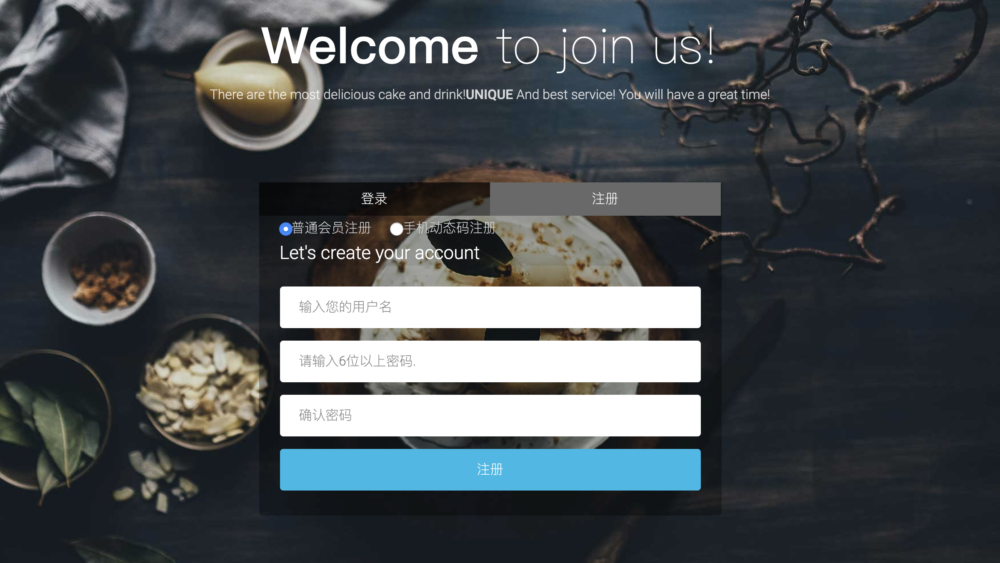 Welcome to join us!
There are the most delicious cake and drink!UNIQUE And best service! You will have a great time!
登录 注册
普通会员注册 手机动态码注册
Let's create your account
输入您的用户名
请输入6位以上密码.
确认密码
注册